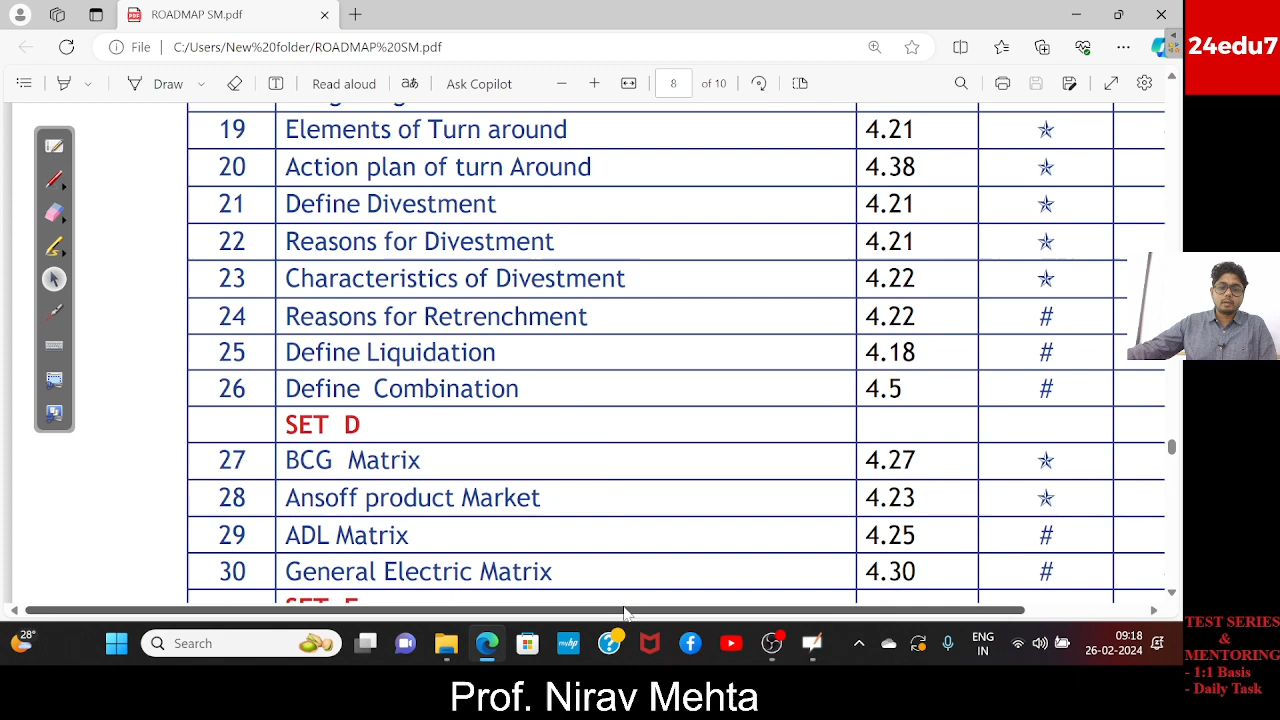 ROADMAP SM.pdf
24edu7
File C:/Users/New%20folder/ROADMAP%20SM.pdf
Draw Read aloud aあ Ask Copilot 8 of 10
19 Elements of Turn around 4.21 ✯
20 Action plan of turn Around 4.38 ✯
21 Define Divestment 4.21 ✯
22 Reasons for Divestment 4.21 ✯
23 Characteristics of Divestment 4.22 ✯
24 Reasons for Retrenchment 4.22 #
25 Define Liquidation 4.18 #
26 Define Combination 4.5 #
SET D
27 BCG Matrix 4.27 ✯
28 Ansoff product Market 4.23 ✯
29 ADL Matrix 4.25 #
30 General Electric Matrix 4.30 #
28°
Search
myhp
ENG
IN
09:18
26-02-2024
TEST SERIES
&
MENTORING
- 1:1 Basis
- Daily Task
Prof. Nirav Mehta